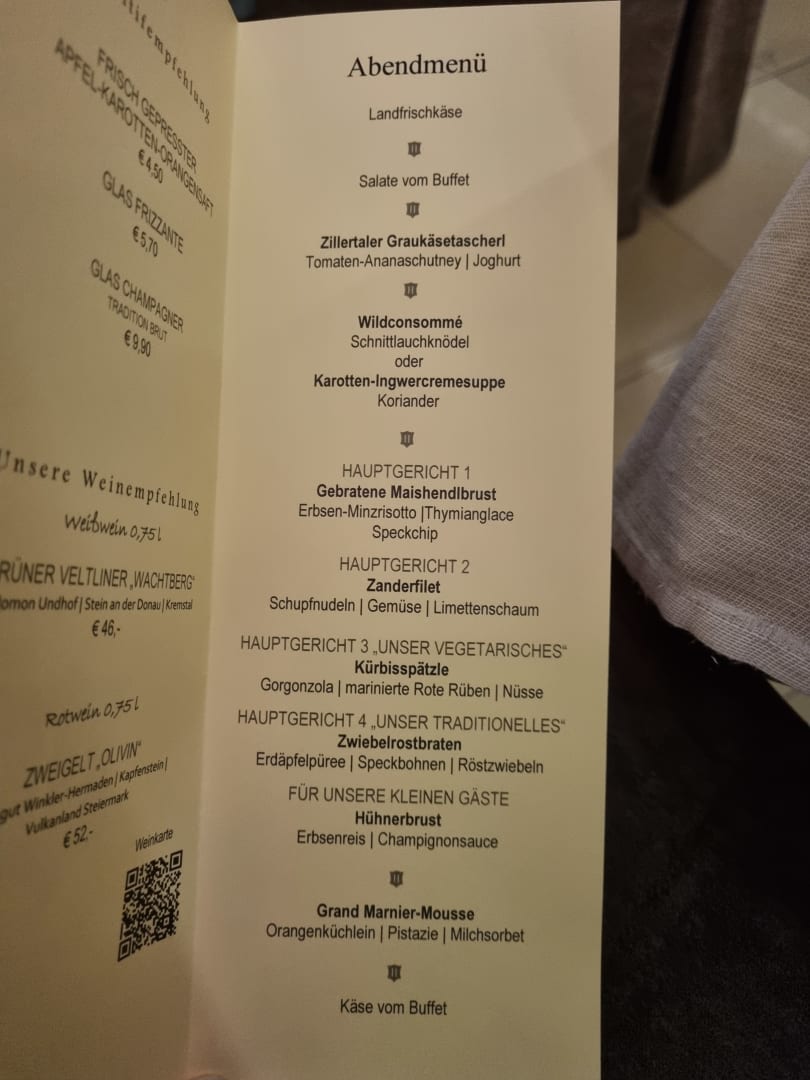 FRISCH GEPRESSTER
APFEL-KAROTTEN-ORANGENSAFT
€ 4,50
GLAS FRIZZANTE
€ 5,70
GLAS CHAMPAGNER
TRADITION BRUT
€ 9,90
Unsere Weinempfehlung
Weißwein 0,75 l
VELTLINER „WACHTBERG“
Undhof | Stein an der Donau | Kremstal
€ 46,-
Rotwein 0,75 l
ZWEIGELT „OLIVIN“
Winkler-Hermaden | Kapfenstein |
Vulkanland Steiermark
€ 52,-
Weinkarte
Abendmenü
Landfrischkäse
Salate vom Buffet
Zillertaler Graukäsetascherl
Tomaten-Ananaschutney | Joghurt
Wildconsommé
Schnittlauchknödel
oder
Karotten-Ingwercremesuppe
Koriander
HAUPTGERICHT 1
Gebratene Maishendlbrust
Erbsen-Minzrisotto |Thymianglace
Speckchip
HAUPTGERICHT 2
Zanderfilet
Schupfnudeln | Gemüse | Limettenschaum
HAUPTGERICHT 3 „UNSER VEGETARISCHES“
Kürbisspätzle
Gorgonzola | marinierte Rote Rüben | Nüsse
HAUPTGERICHT 4 „UNSER TRADITIONELLES“
Zwiebelrostbraten
Erdäpfelpüree | Speckbohnen | Röstzwiebeln
FÜR UNSERE KLEINEN GÄSTE
Hühnerbrust
Erbsenreis | Champignonsauce
Grand Marnier-Mousse
Orangenküchlein | Pistazie | Milchsorbet
Käse vom Buffet